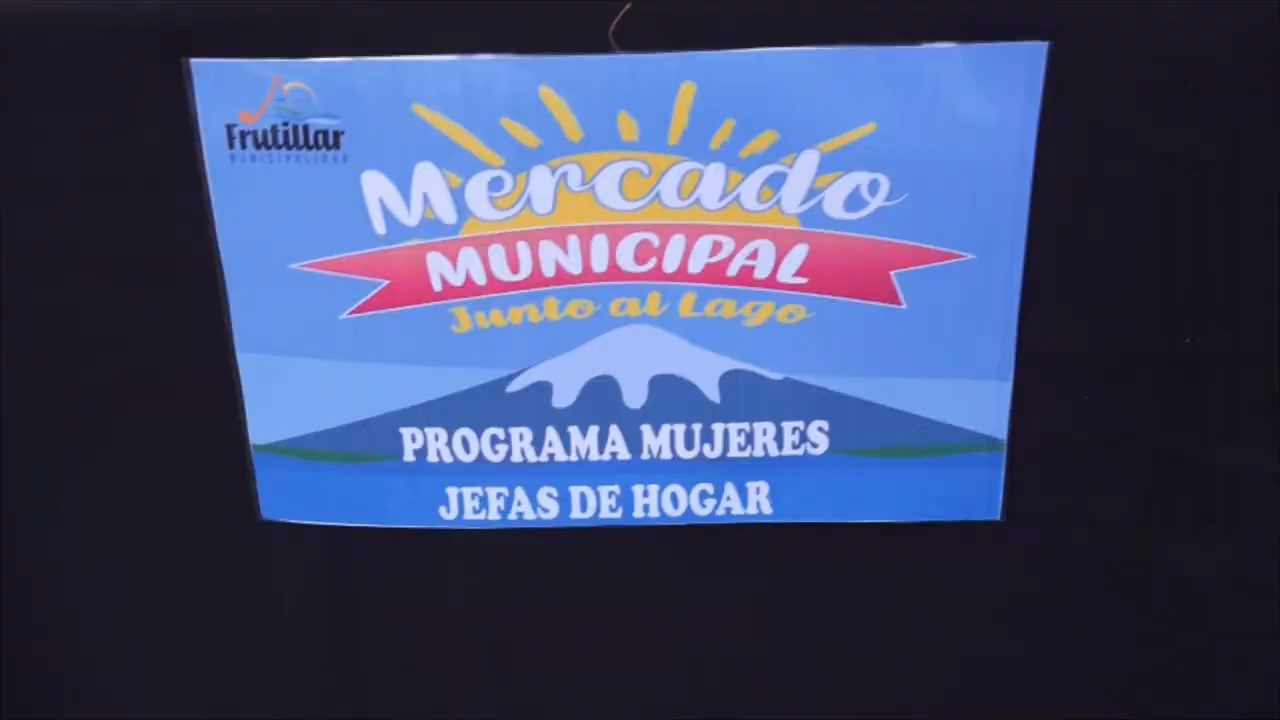 Frutillar
MUNICIPALIDAD
Mercado
MUNICIPAL
Junto al Lago
PROGRAMA MUJERES
JEFAS DE HOGAR